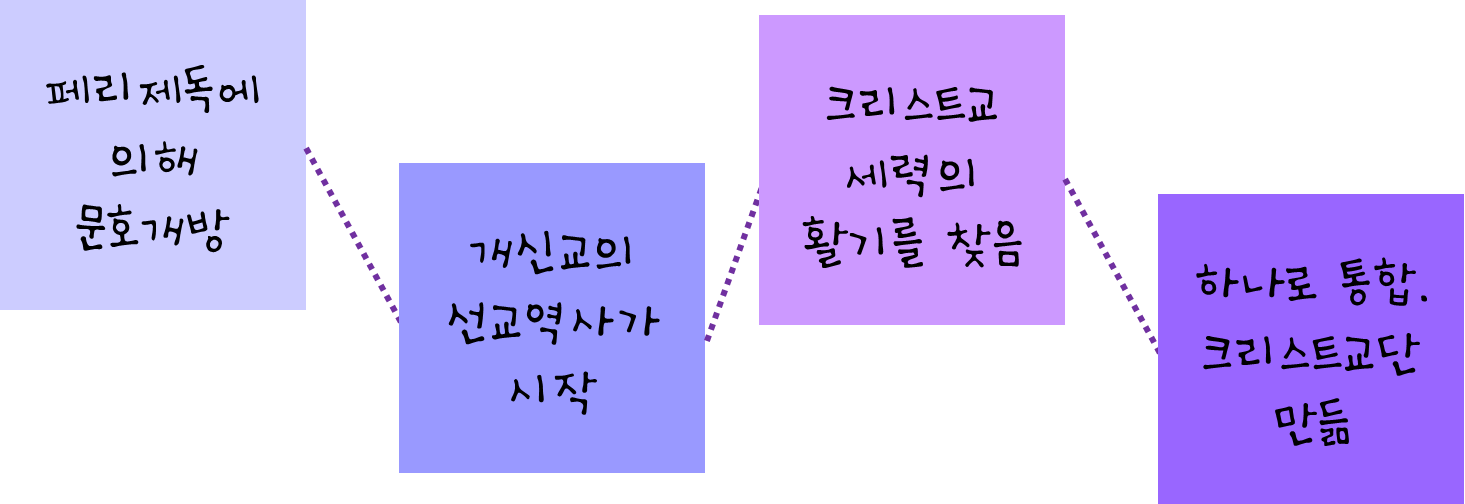 페리제독에
의해
문호개방
개신교의
선교역사가
시작
크리스트교
세력의
활기를 찾음
하나로 통합.
크리스트교단
만듦